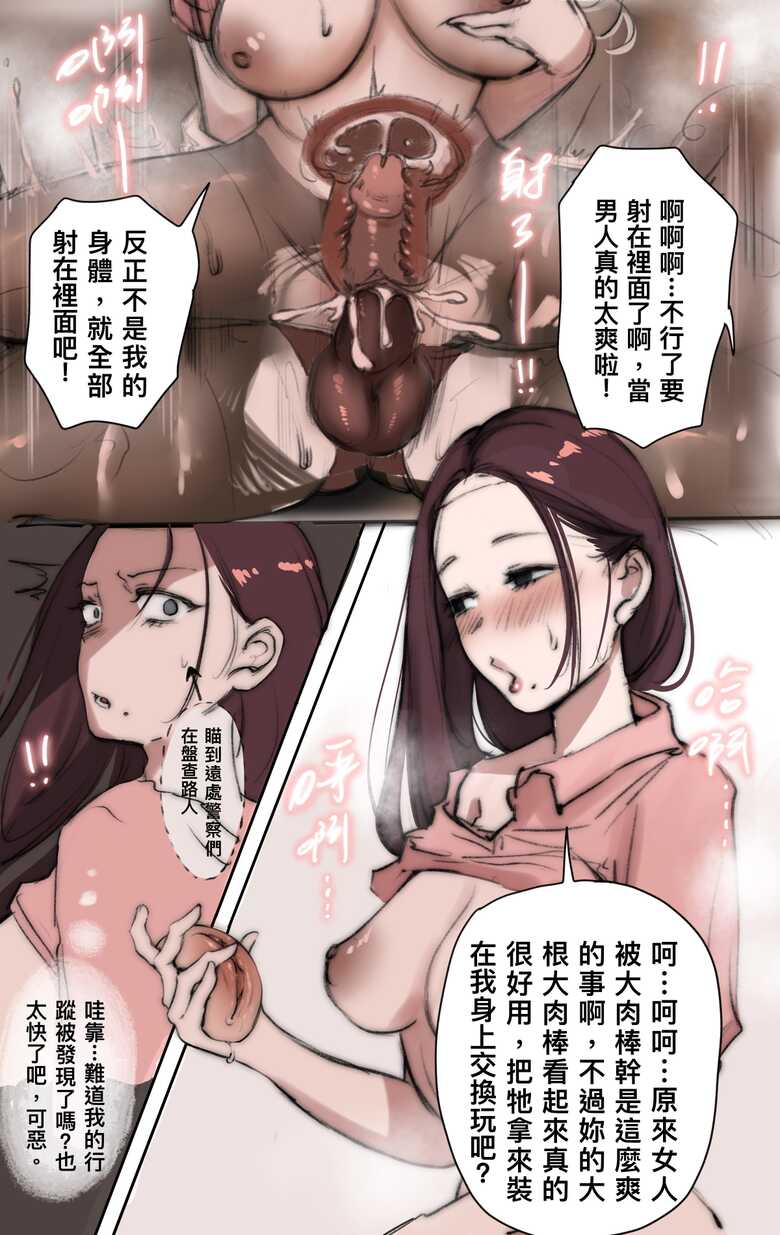 啊啊啊…不行了要
射在裡面了啊，當
男人真的太爽啦！
反正不是我的
身體，就全部
射在裡面吧！
射了—!!
!!
呵…呵呵…原來女人
被大肉棒幹是這麼爽
的事啊，不過妳的大
根大肉棒看起來真的
很好用，把牠拿來裝
在我身上交換玩吧？
哈啊…
呼啊…
瞄到遠處警察們
在盤查路人
!!
哇靠…難道我的行
蹤被發現了嗎?也
太快了吧，可惡。